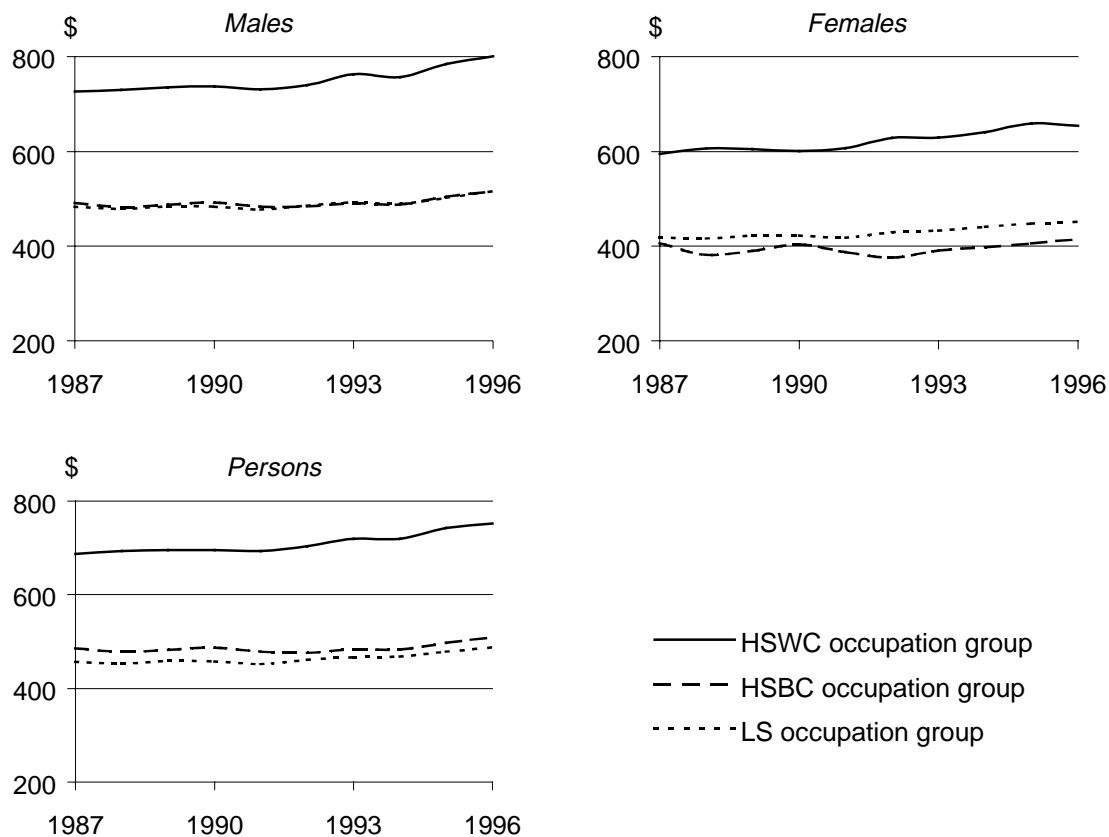 $ Males
800
600
400
200
1987 1990 1993 1996
$ Females
800
600
400
200
1987 1990 1993 1996
$ Persons
800
600
400
200
1987 1990 1993 1996
HSWC occupation group
HSBC occupation group
LS occupation group